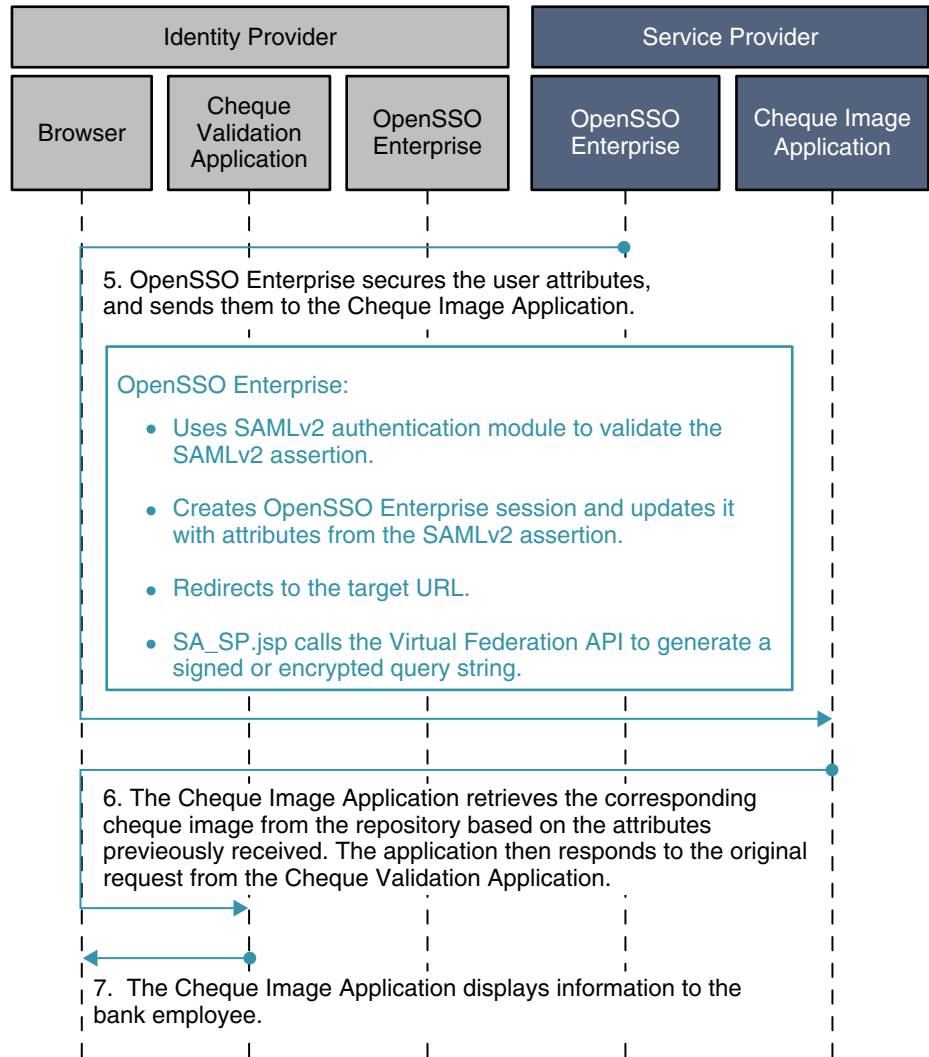 Identity Provider
Service Provider
Browser
Cheque
Validation
Application
OpenSSO
Enterprise
OpenSSO
Enterprise
Cheque Image
Application
5. OpenSSO Enterprise secures the user attributes,
and sends them to the Cheque Image Application.
OpenSSO Enterprise:
• Uses SAMLv2 authentication module to validate the
SAMLv2 assertion.
• Creates OpenSSO Enterprise session and updates it
with attributes from the SAMLv2 assertion.
• Redirects to the target URL.
• SA_SP.jsp calls the Virtual Federation API to generate a
signed or encrypted query string.
6. The Cheque Image Application retrieves the corresponding
cheque image from the repository based on the attributes
previeously received. The application then responds to the original
request from the Cheque Validation Application.
7. The Cheque Image Application displays information to the
bank employee.